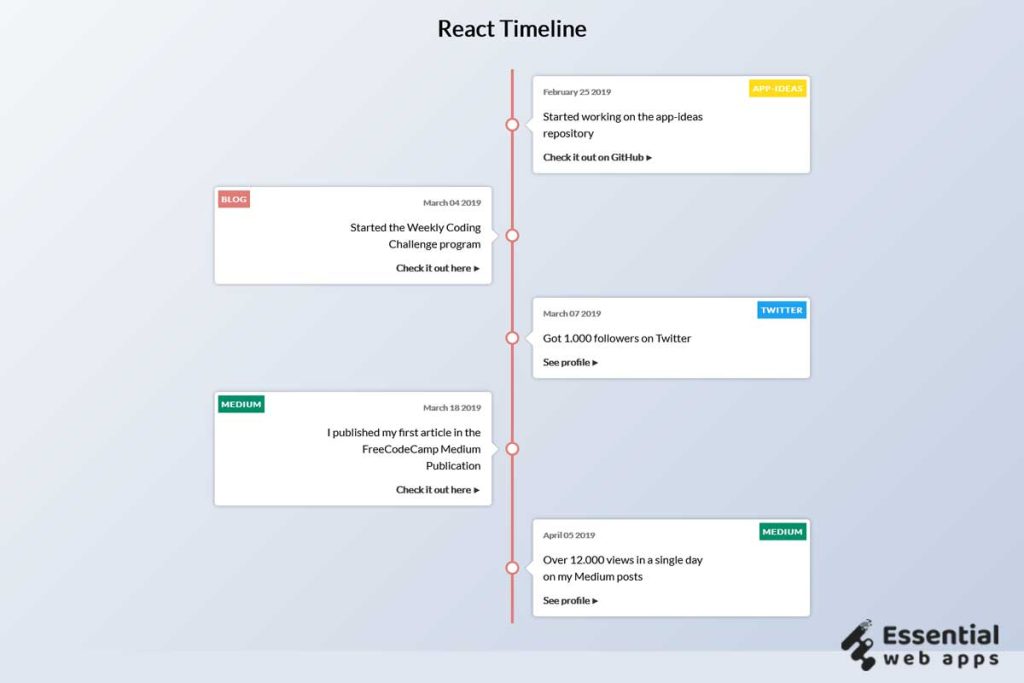 React Timeline
February 25 2019
APP-IDEAS
Started working on the app-ideas
repository
Check it out on GitHub ▸
BLOG
March 04 2019
Started the Weekly Coding
Challenge program
Check it out here ▸
March 07 2019
TWITTER
Got 1.000 followers on Twitter
See profile ▸
MEDIUM
March 18 2019
I published my first article in the
FreeCodeCamp Medium
Publication
Check it out here ▸
April 05 2019
MEDIUM
Over 12.000 views in a single day
on my Medium posts
See profile ▸
Essential
web apps